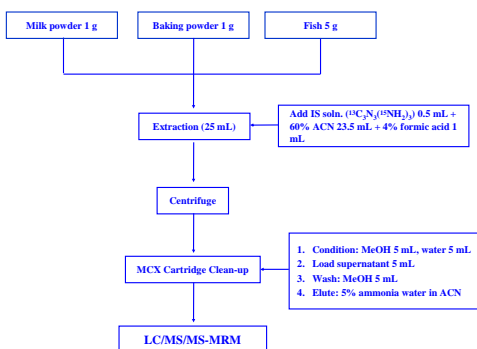 Milk powder 1 g
Baking powder 1 g
Fish 5 g
Extraction (25 mL)
Add IS soln. (¹³C₃N₃(¹⁵NH₂)₃) 0.5 mL +
60% ACN 23.5 mL + 4% formic acid 1
mL
Centrifuge
MCX Cartridge Clean-up
1. Condition: MeOH 5 mL, water 5 mL
2. Load supernatant 5 mL
3. Wash: MeOH 5 mL
4. Elute: 5% ammonia water in ACN
LC/MS/MS-MRM